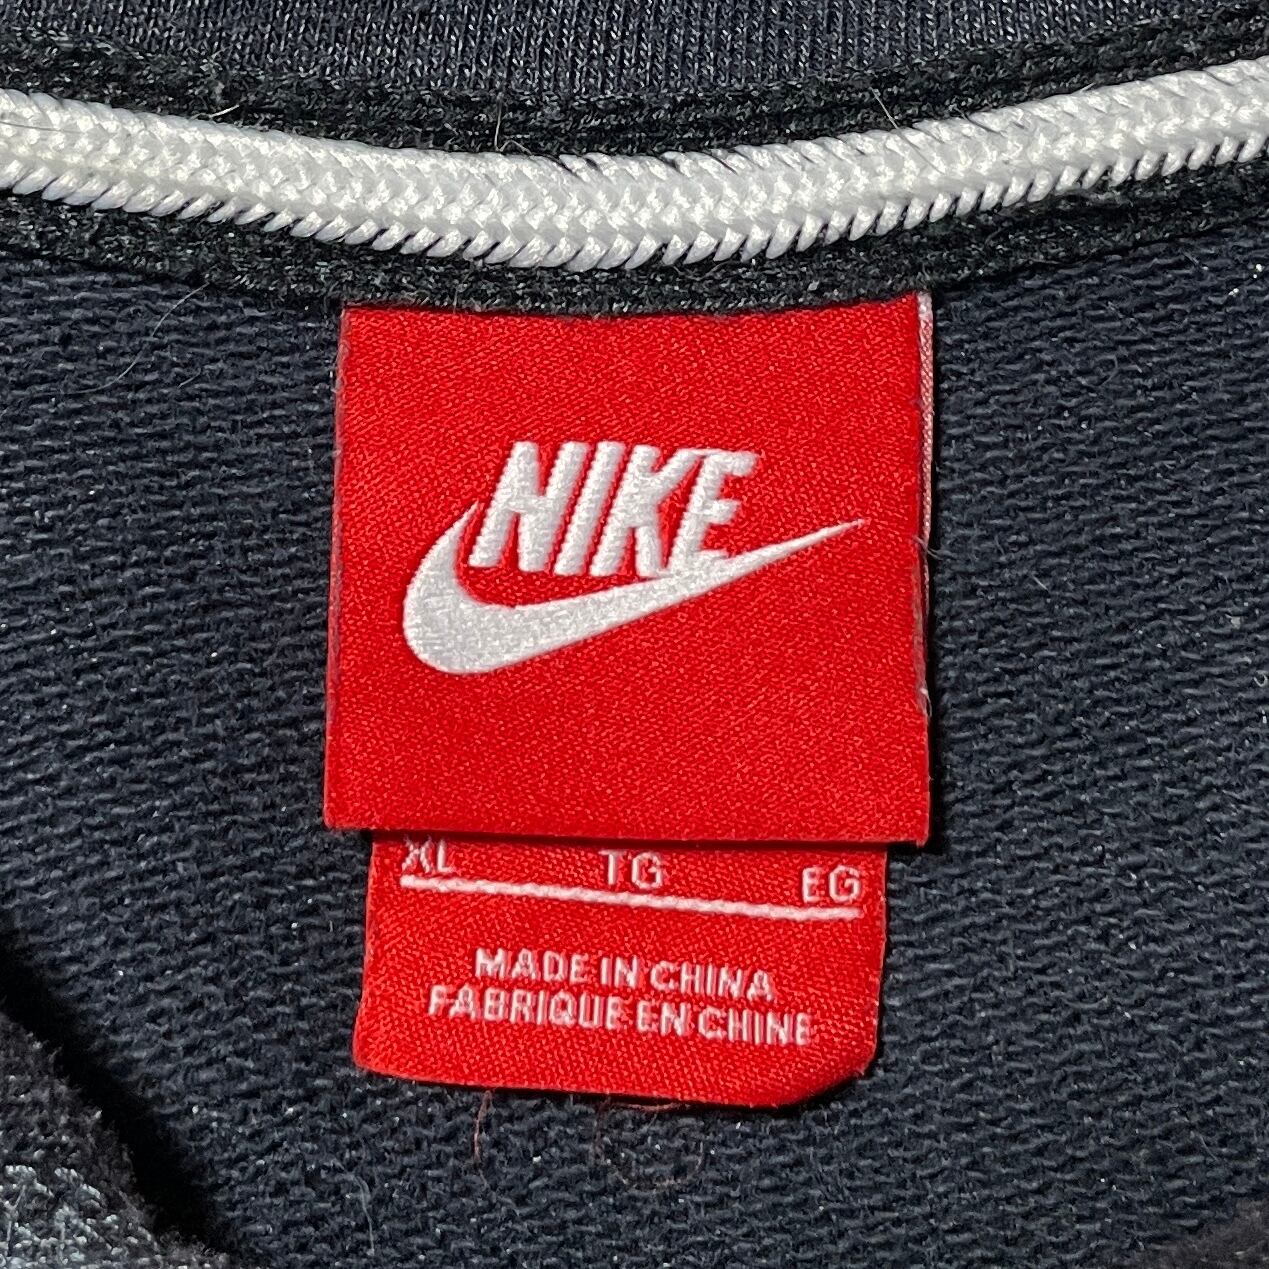 NIKE
XL TG EG
MADE IN CHINA
FABRIQUE EN CHINE